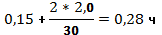 0,15 + (2 * 2,0)/30 = 0,28 ч